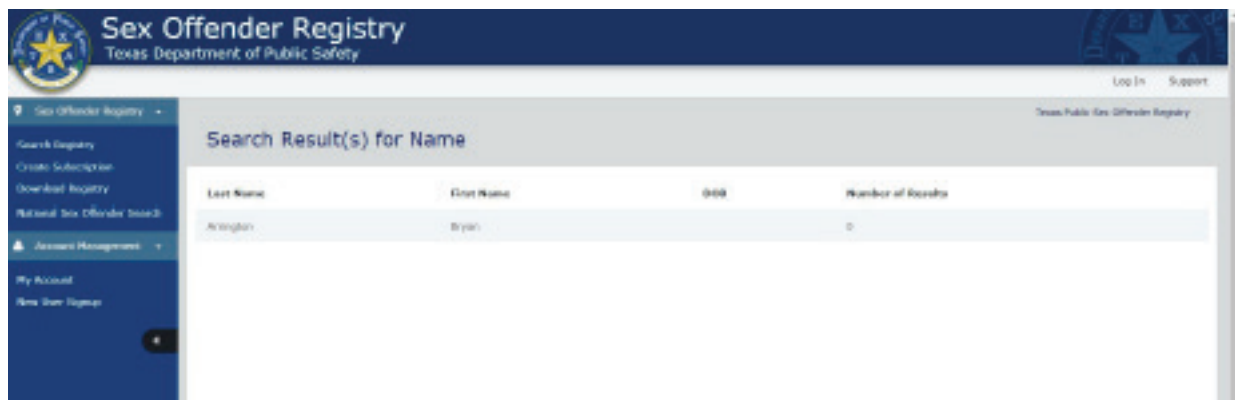 Sex Offender Registry
Texas Department of Public Safety
Log In Support
Sex Offender Registry
Texas Public Sex Offender Registry
Search Registry
Create Subscription
Download Registry
National Sex Offender Search
Account Management
My Account
New User Signup
Search Result(s) for Name
Last Name First Name DOB Number of Results
Bryan 0